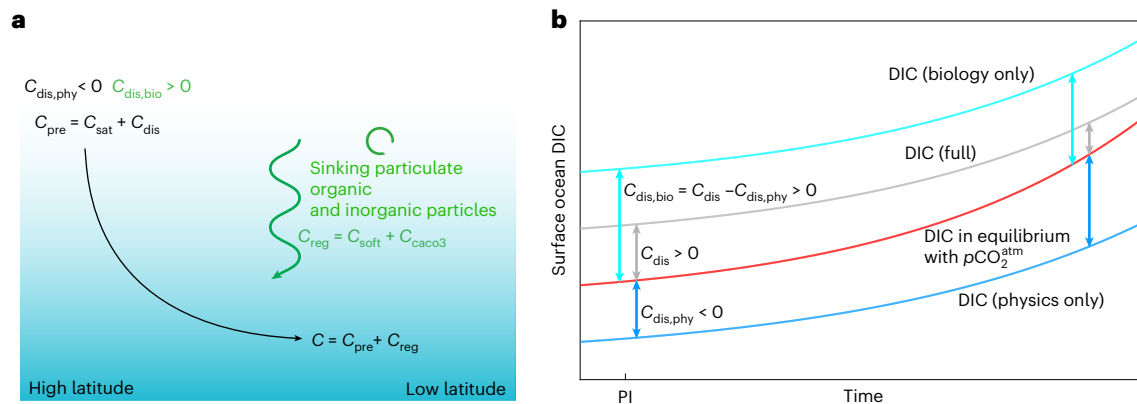 a
C_dis,phy < 0 C_dis,bio > 0
C_pre = C_sat + C_dis
Sinking particulate
organic
and inorganic particles
C_reg = C_soft + C_caco3
C = C_pre + C_reg
High latitude
Low latitude
b
Surface ocean DIC
DIC (biology only)
DIC (full)
C_dis,bio = C_dis – C_dis,phy > 0
C_dis > 0
DIC in equilibrium
with pCO₂^atm
C_dis,phy < 0
DIC (physics only)
PI
Time